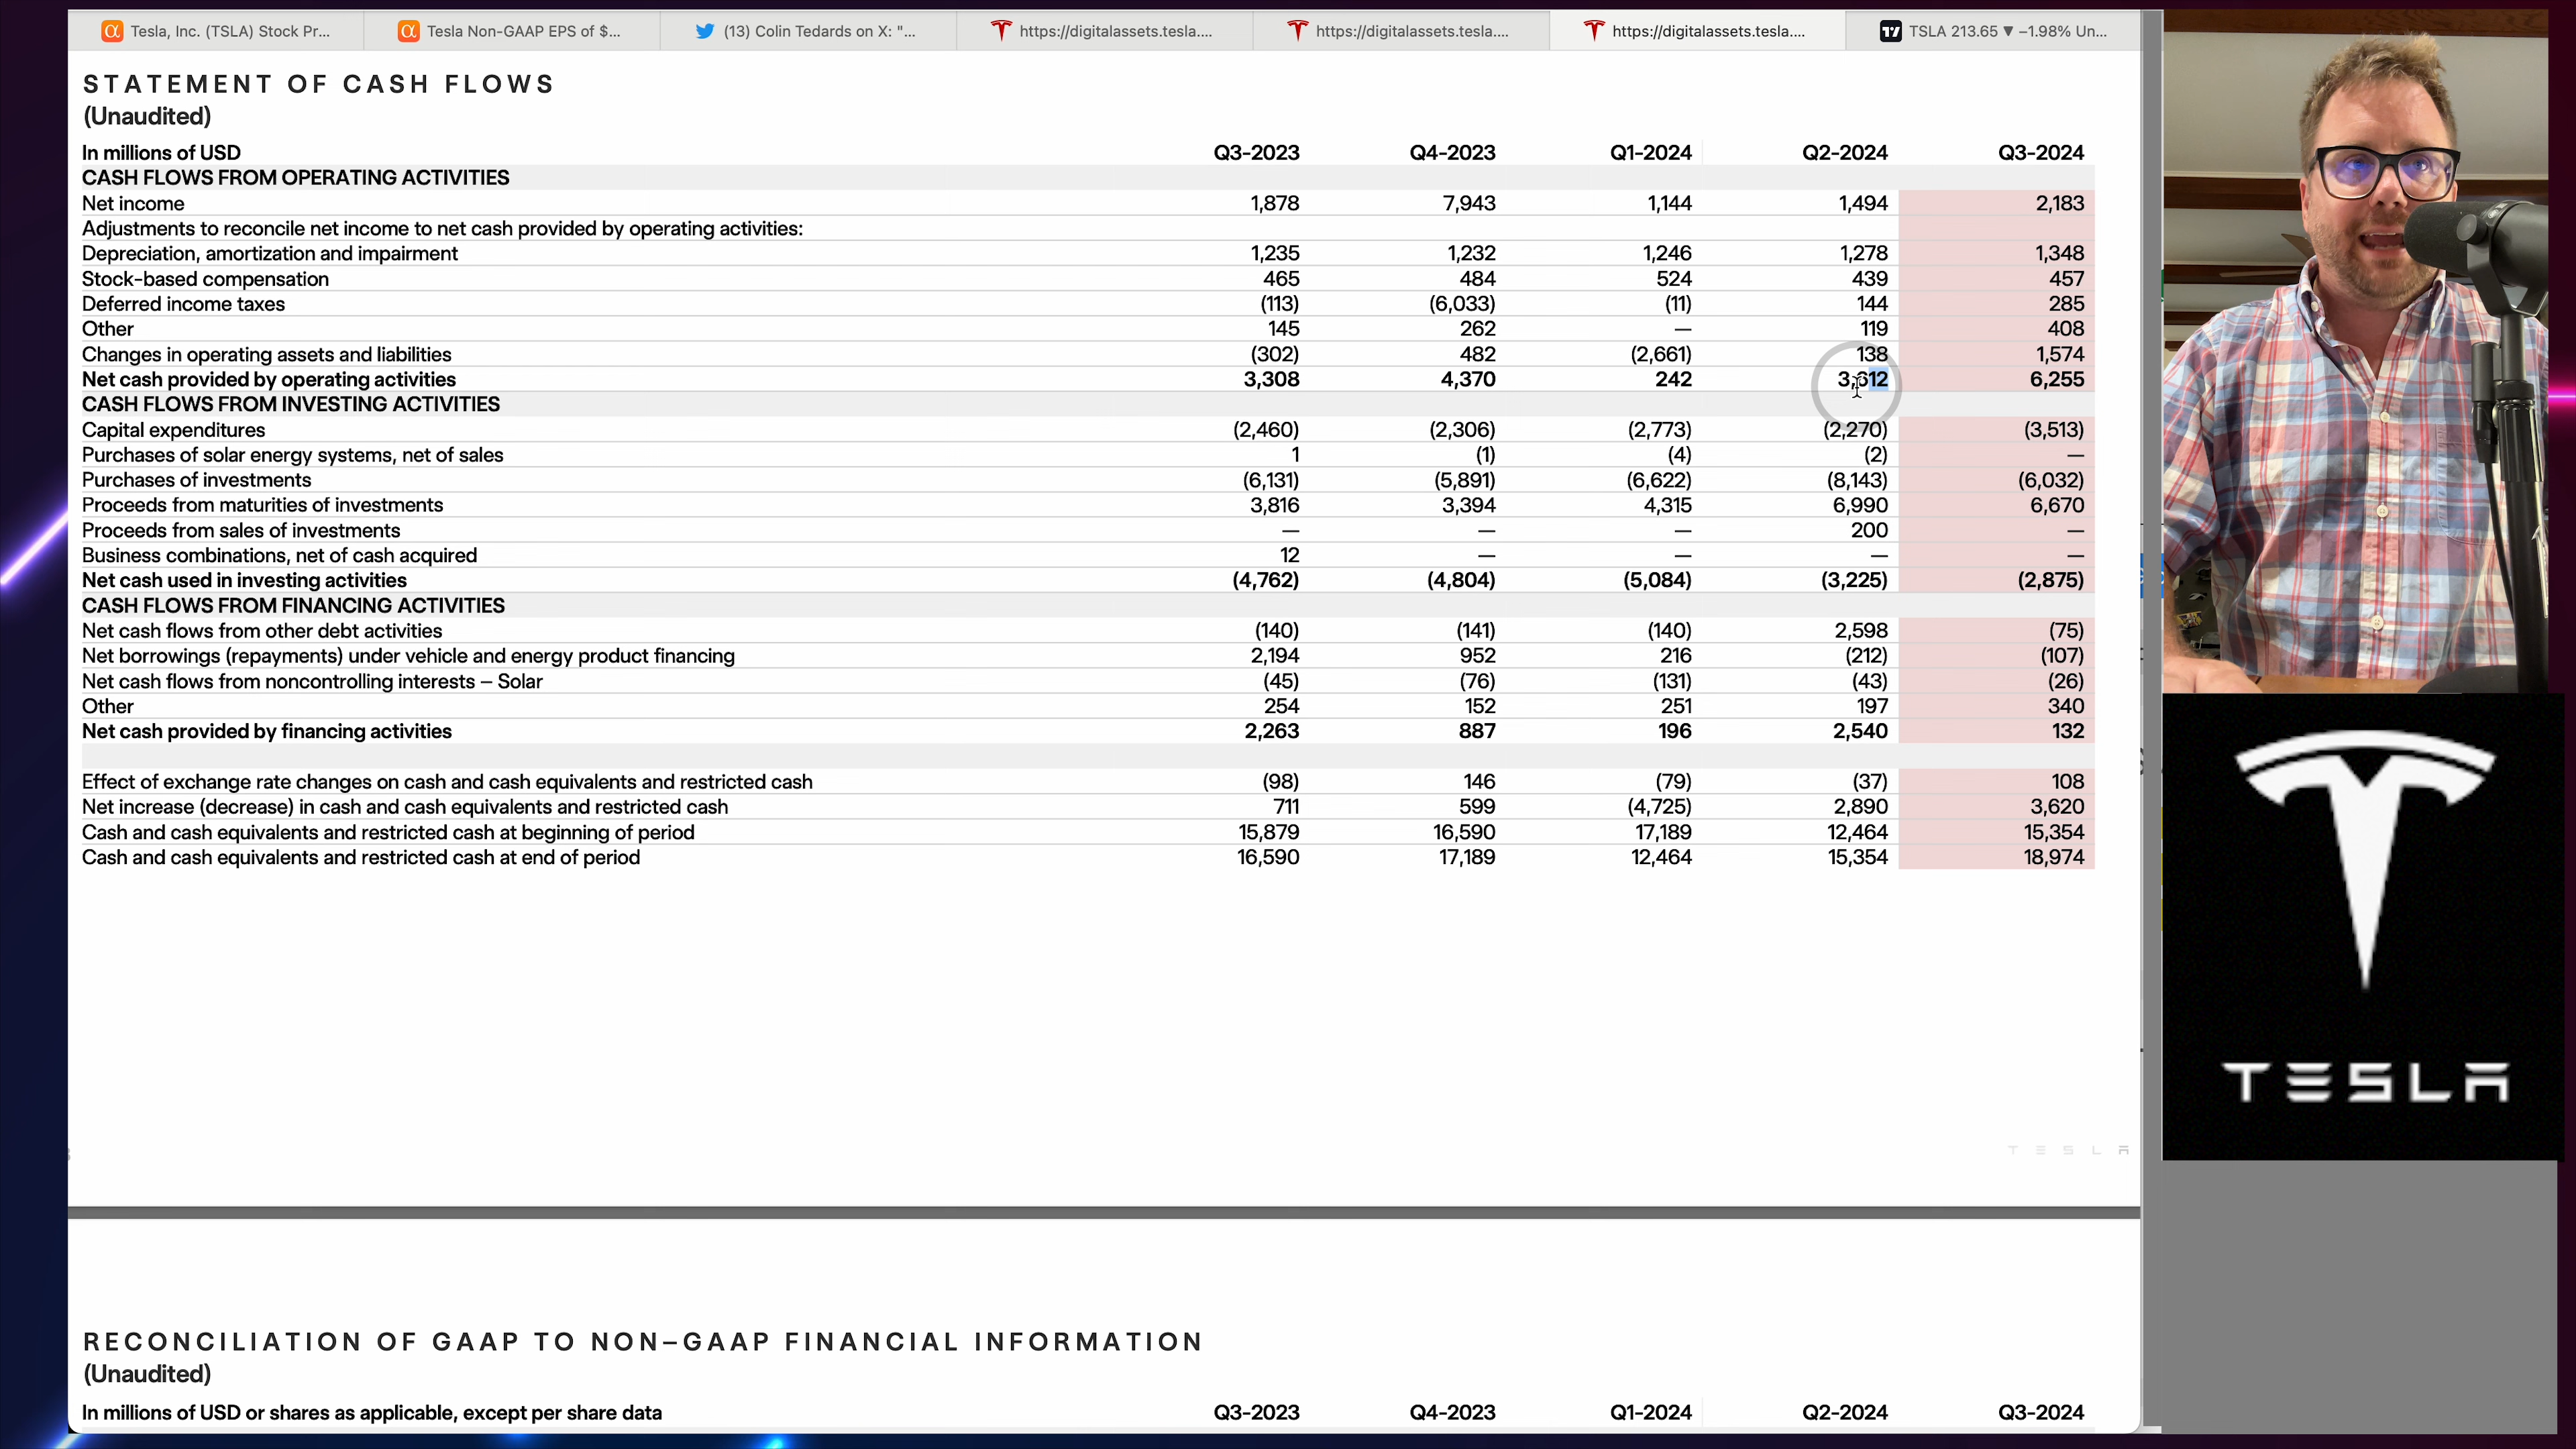 Tesla, Inc. (TSLA) Stock Pr...
Tesla Non-GAAP EPS of $...
(13) Colin Tedards on X: "...
https://digitalassets.tesla....
https://digitalassets.tesla....
https://digitalassets.tesla....
TSLA 213.65 ▼ −1.98% Un...
STATEMENT OF CASH FLOWS
(Unaudited)
In millions of USD Q3-2023 Q4-2023 Q1-2024 Q2-2024 Q3-2024
CASH FLOWS FROM OPERATING ACTIVITIES
Net income 1,878 7,943 1,144 1,494 2,183
Adjustments to reconcile net income to net cash provided by operating activities:
Depreciation, amortization and impairment 1,235 1,232 1,246 1,278 1,348
Stock-based compensation 465 484 524 439 457
Deferred income taxes (113) (6,033) (11) 144 285
Other 145 262 — 119 408
Changes in operating assets and liabilities (302) 482 (2,661) 138 1,574
Net cash provided by operating activities 3,308 4,370 242 3,612 6,255
CASH FLOWS FROM INVESTING ACTIVITIES
Capital expenditures (2,460) (2,306) (2,773) (2,270) (3,513)
Purchases of solar energy systems, net of sales 1 (1) (4) (2) —
Purchases of investments (6,131) (5,891) (6,622) (8,143) (6,032)
Proceeds from maturities of investments 3,816 3,394 4,315 6,990 6,670
Proceeds from sales of investments — — — 200 —
Business combinations, net of cash acquired 12 — — — —
Net cash used in investing activities (4,762) (4,804) (5,084) (3,225) (2,875)
CASH FLOWS FROM FINANCING ACTIVITIES
Net cash flows from other debt activities (140) (141) (140) 2,598 (75)
Net borrowings (repayments) under vehicle and energy product financing 2,194 952 216 (212) (107)
Net cash flows from noncontrolling interests – Solar (45) (76) (131) (43) (26)
Other 254 152 251 197 340
Net cash provided by financing activities 2,263 887 196 2,540 132
Effect of exchange rate changes on cash and cash equivalents and restricted cash (98) 146 (79) (37) 108
Net increase (decrease) in cash and cash equivalents and restricted cash 711 599 (4,725) 2,890 3,620
Cash and cash equivalents and restricted cash at beginning of period 15,879 16,590 17,189 12,464 15,354
Cash and cash equivalents and restricted cash at end of period 16,590 17,189 12,464 15,354 18,974
TESLA
TESLA
RECONCILIATION OF GAAP TO NON–GAAP FINANCIAL INFORMATION
(Unaudited)
In millions of USD or shares as applicable, except per share data Q3-2023 Q4-2023 Q1-2024 Q2-2024 Q3-2024